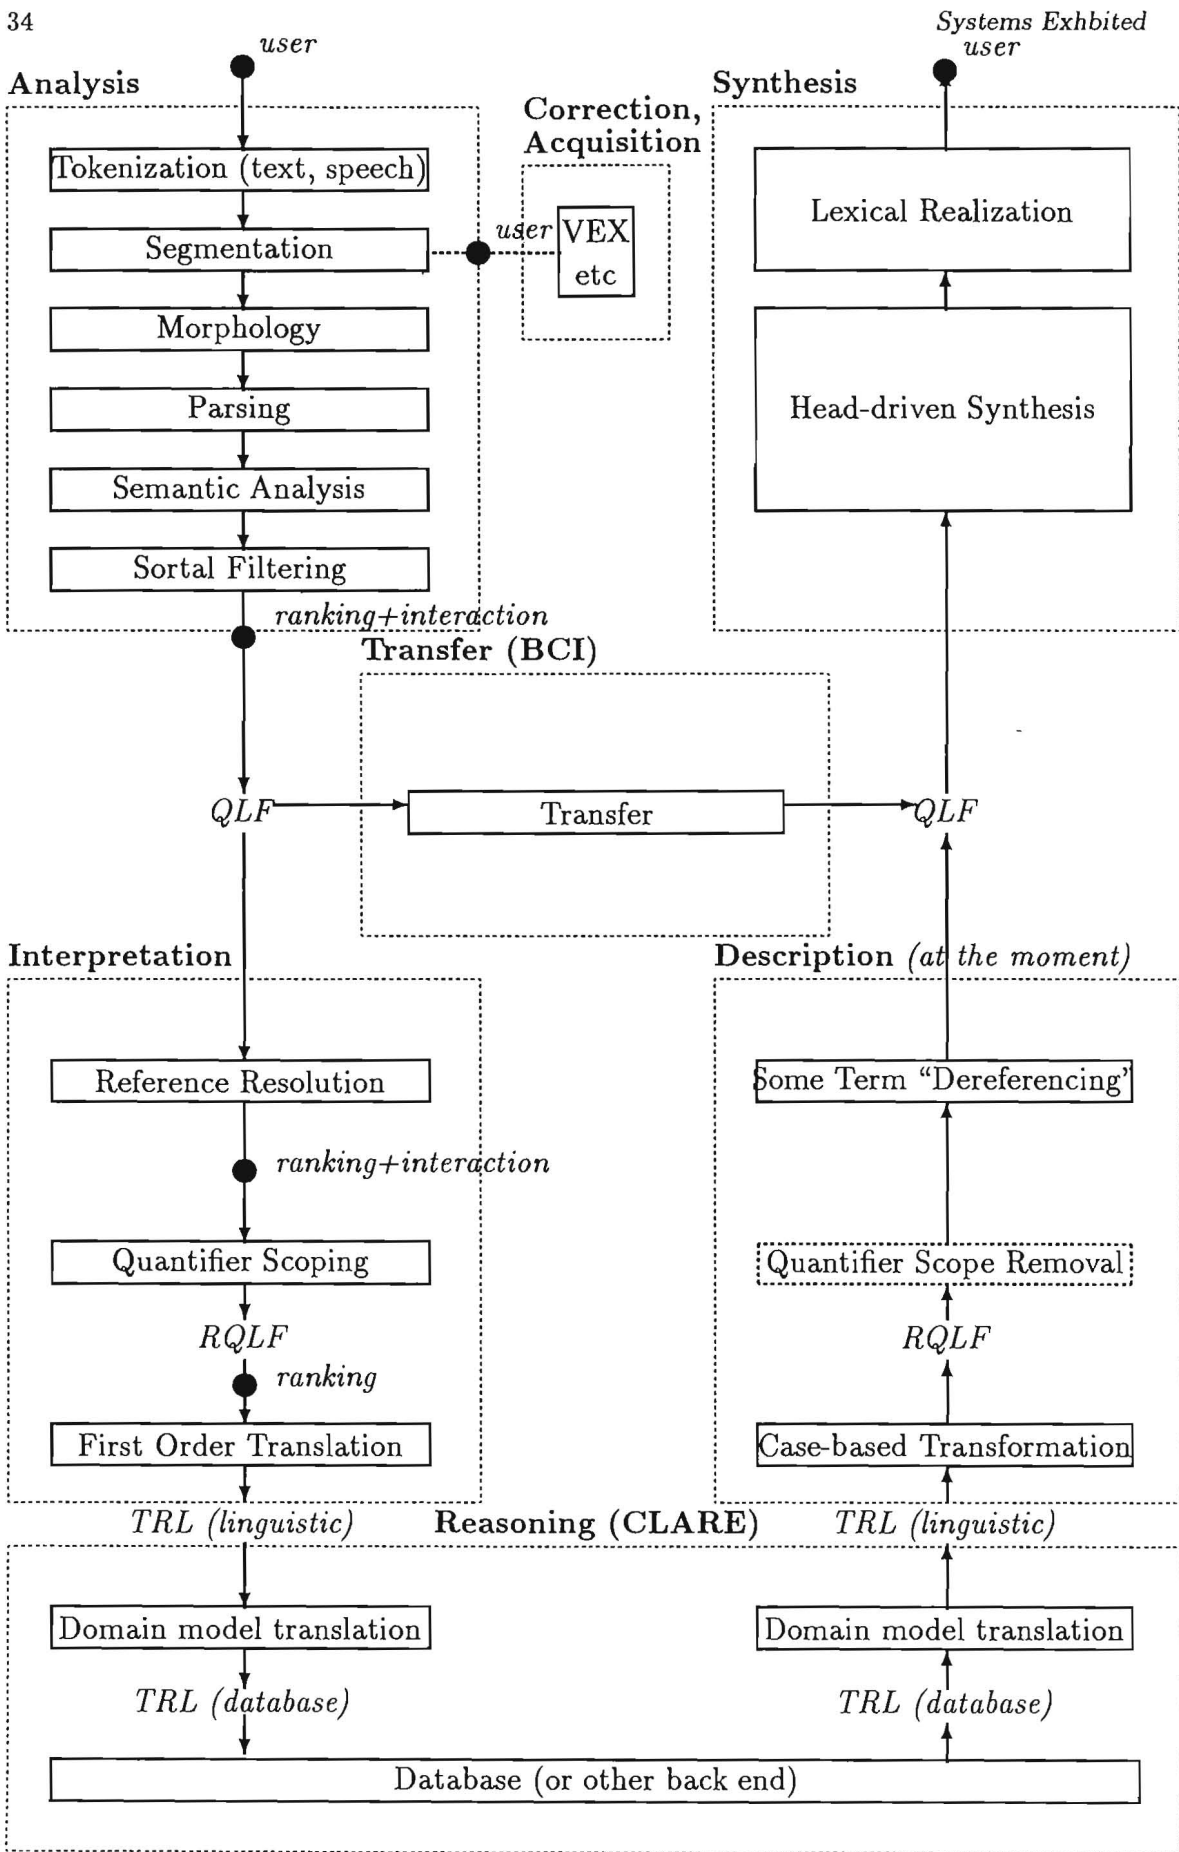 34
Systems Exhbited
user
user
Analysis
Synthesis
Correction,
Acquisition
Tokenization (text, speech)
Segmentation
user
VEX
etc
Morphology
Parsing
Semantic Analysis
Sortal Filtering
ranking+interaction
Lexical Realization
Head-driven Synthesis
Transfer (BCI)
QLF
Transfer
QLF
Interpretation
Reference Resolution
ranking+interaction
Quantifier Scoping
RQLF
ranking
First Order Translation
TRL (linguistic)
Description (at the moment)
Some Term “Dereferencing”
Quantifier Scope Removal
RQLF
Case-based Transformation
TRL (linguistic)
Reasoning (CLARE)
Domain model translation
TRL (database)
Domain model translation
TRL (database)
Database (or other back end)